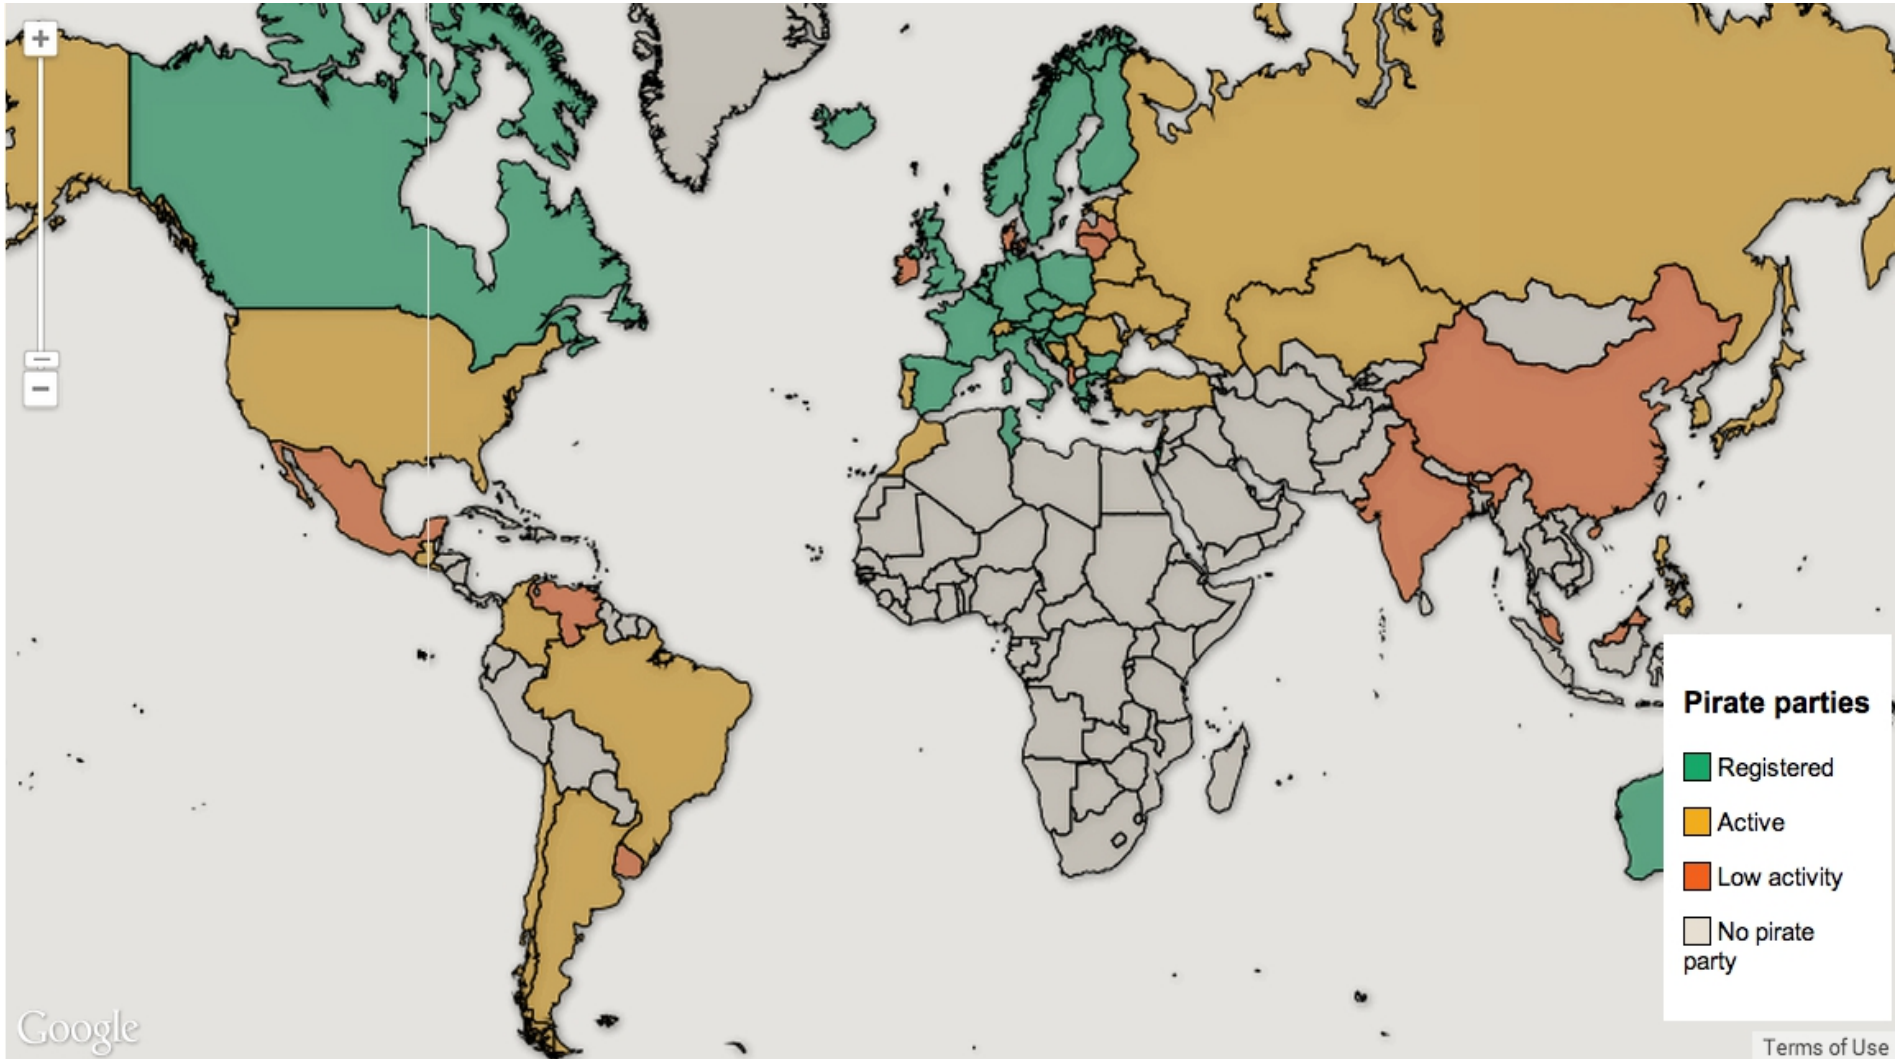 +
−
Pirate parties
Registered
Active
Low activity
No pirate
party
Google
Terms of Use